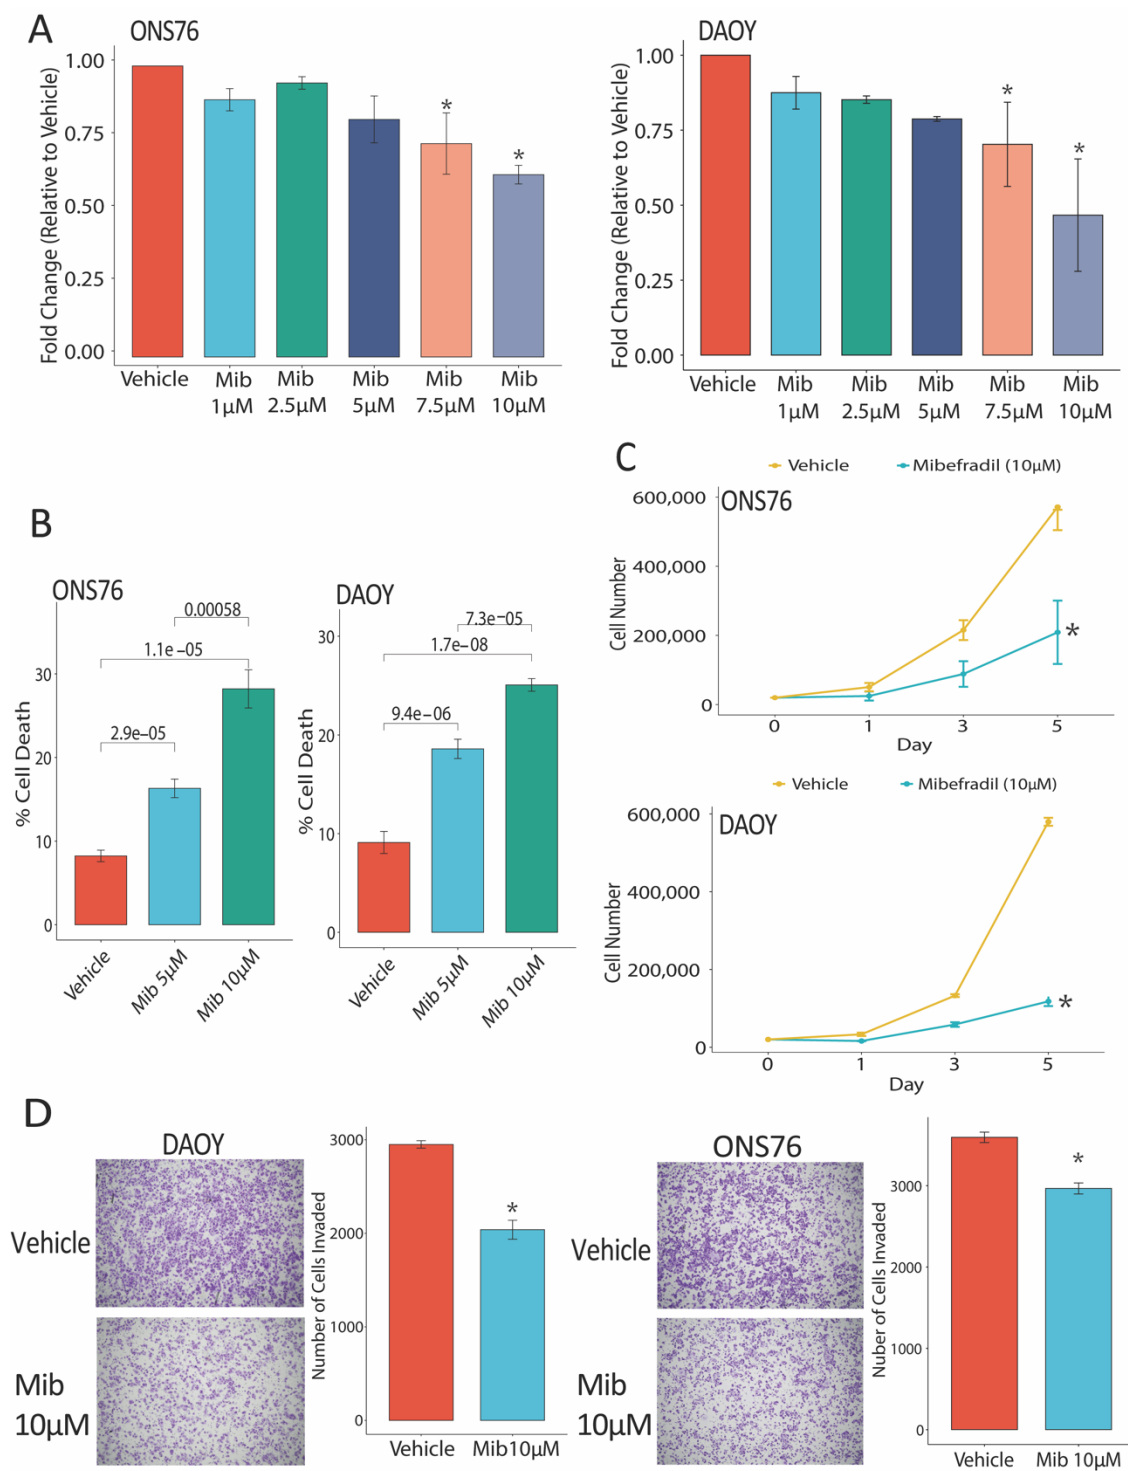 A
ONS76
Fold Change (Relative to Vehicle)
1.00
0.75
0.50
0.25
0.00
*
*
Vehicle
Mib 1µM
Mib 2.5µM
Mib 5µM
Mib 7.5µM
Mib 10µM
DAOY
Fold Change (Relative to Vehicle)
1.00
0.75
0.50
0.25
0.00
*
*
Vehicle
Mib 1µM
Mib 2.5µM
Mib 5µM
Mib 7.5µM
Mib 10µM
B
ONS76
% Cell Death
30
20
10
0
0.00058
1.1e-05
2.9e-05
Vehicle
Mib 5µM
Mib 10µM
DAOY
% Cell Death
30
20
10
0
7.3e-05
1.7e-08
9.4e-06
Vehicle
Mib 5µM
Mib 10µM
C
Vehicle
Mibefradil (10µM)
ONS76
Cell Number
600,000
400,000
200,000
0
*
0 1 3 5
Day
Vehicle
Mibefradil (10µM)
DAOY
Cell Number
600,000
400,000
200,000
0
*
0 1 3 5
Day
D
DAOY
Vehicle
Mib
10µM
Number of Cells Invaded
3000
2000
1000
0
*
Vehicle
Mib10µM
ONS76
Vehicle
Mib
10µM
Nuber of Cells Invaded
3000
2000
1000
0
*
Vehicle
Mib 10µM